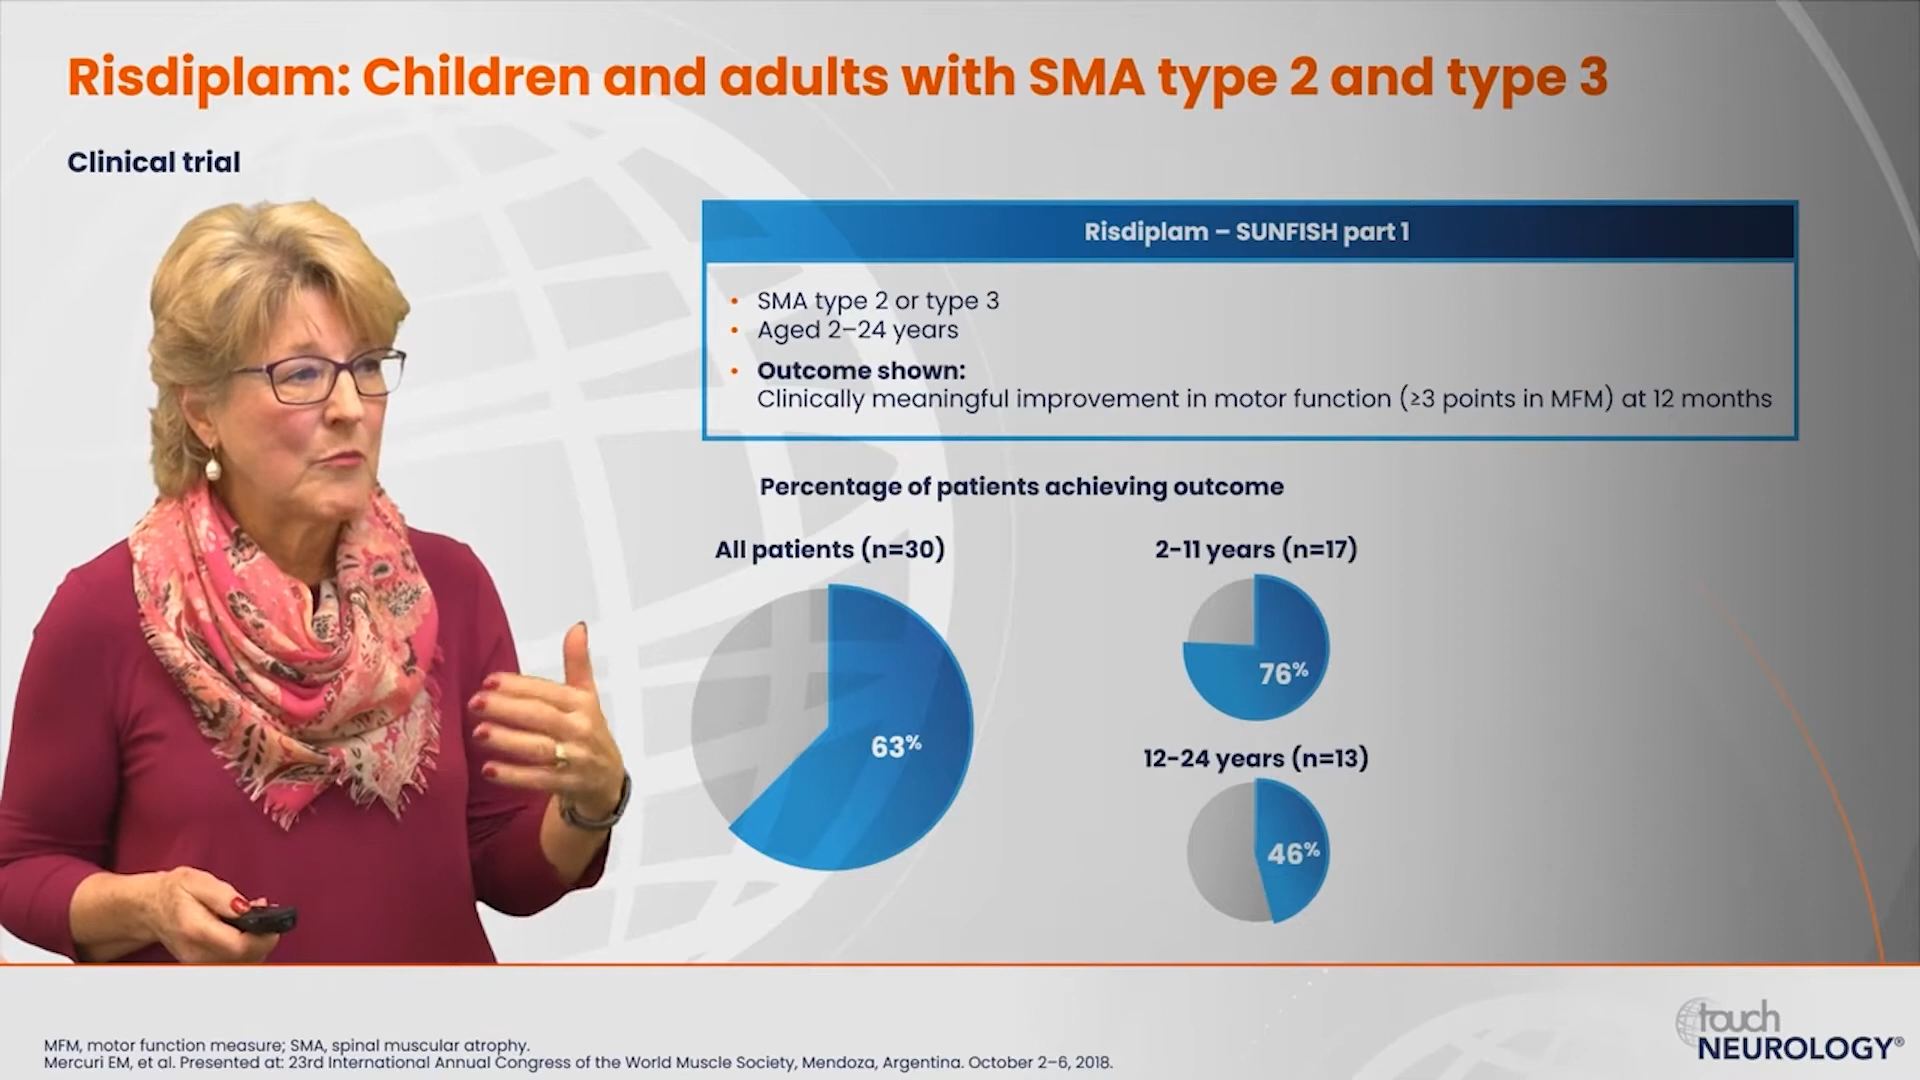 Risdiplam: Children and adults with SMA type 2 and type 3
Clinical trial
Risdiplam – SUNFISH part 1
• SMA type 2 or type 3
• Aged 2–24 years
• Outcome shown:
Clinically meaningful improvement in motor function (≥3 points in MFM) at 12 months
Percentage of patients achieving outcome
All patients (n=30)
63%
2-11 years (n=17)
76%
12-24 years (n=13)
46%
MFM, motor function measure; SMA, spinal muscular atrophy.
Mercuri EM, et al. Presented at: 23rd International Annual Congress of the World Muscle Society, Mendoza, Argentina. October 2–6, 2018.
touch
NEUROLOGY®